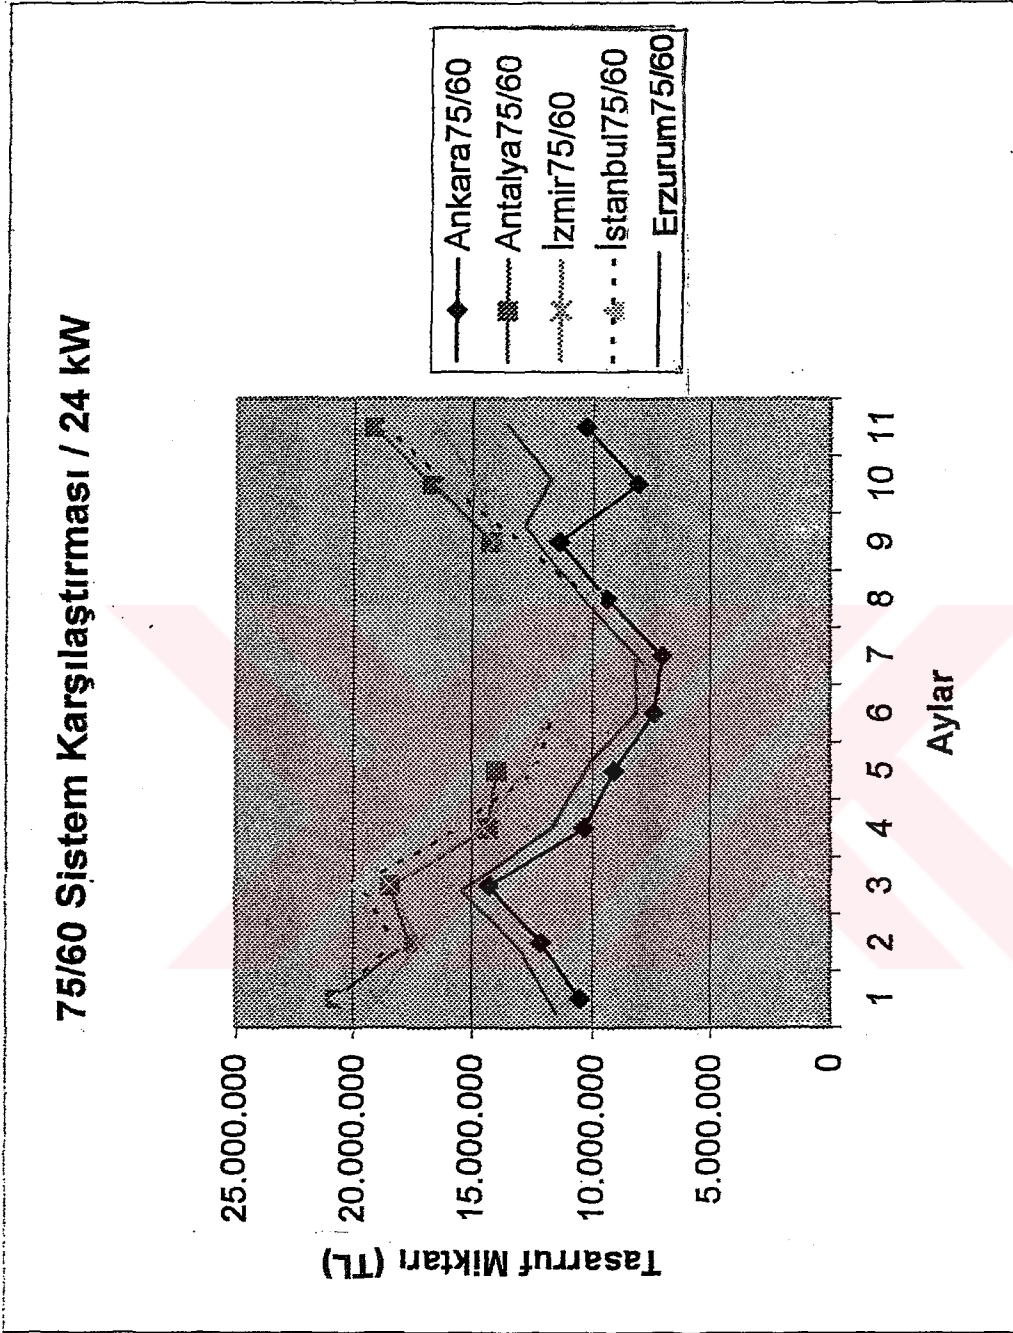 75/60 Sistem Karşılaştırması / 24 kW
Tasarruf Miktarı (TL)
25.000.000
20.000.000
15.000.000
10.000.000
5.000.000
0
1 2 3 4 5 6 7 8 9 10 11
Aylar
Ankara75/60
Antalya75/60
İzmir75/60
İstanbul75/60
Erzurum75/60